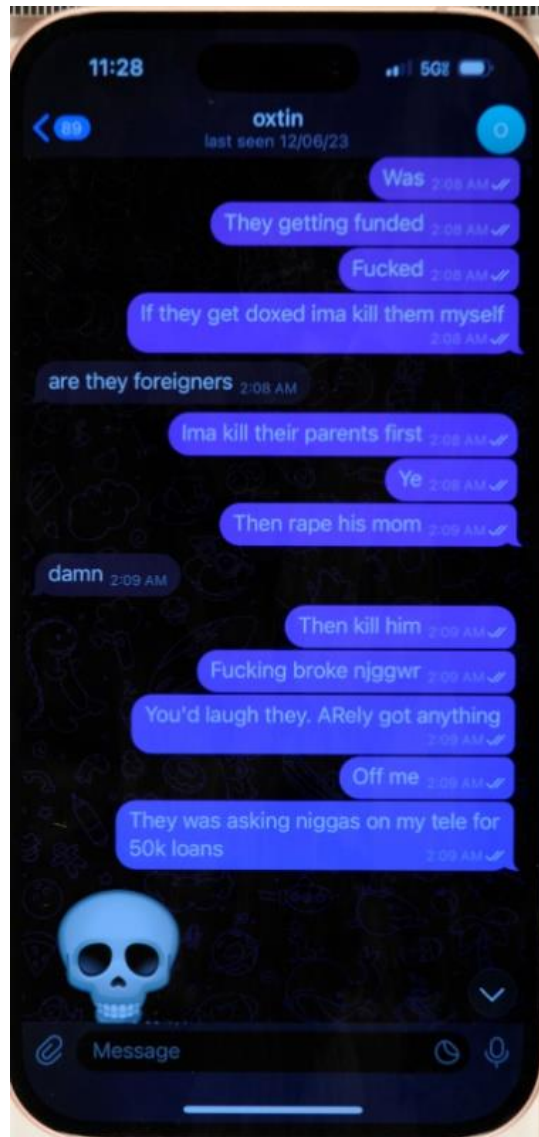 11:28
5G
89
oxtin
last seen 12/06/23
O
Was 2:08 AM
They getting funded 2:08 AM
Fucked 2:08 AM
If they get doxed ima kill them myself
2:08 AM
are they foreigners 2:08 AM
Ima kill their parents first 2:08 AM
Ye 2:08 AM
Then rape his mom 2:09 AM
damn 2:09 AM
Then kill him 2:09 AM
Fucking broke njggwr 2:09 AM
You'd laugh they. ARely got anything
2:09 AM
Off me 2:09 AM
They was asking niggas on my tele for
50k loans 2:09 AM
Message